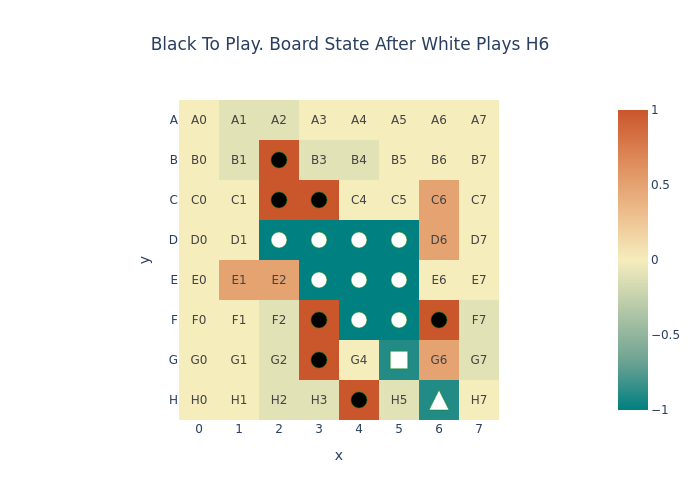 Black To Play. Board State After White Plays H6
A A0 A1 A2 A3 A4 A5 A6 A7
B B0 B1 B3 B4 B5 B6 B7
C C0 C1 C4 C5 C6 C7
D D0 D1 D6 D7
E E0 E1 E2 E6 E7
F F0 F1 F2 F7
G G0 G1 G2 G4 G6 G7
H H0 H1 H2 H3 H5 H7
0 1 2 3 4 5 6 7
x
y
1
0.5
0
−0.5
−1